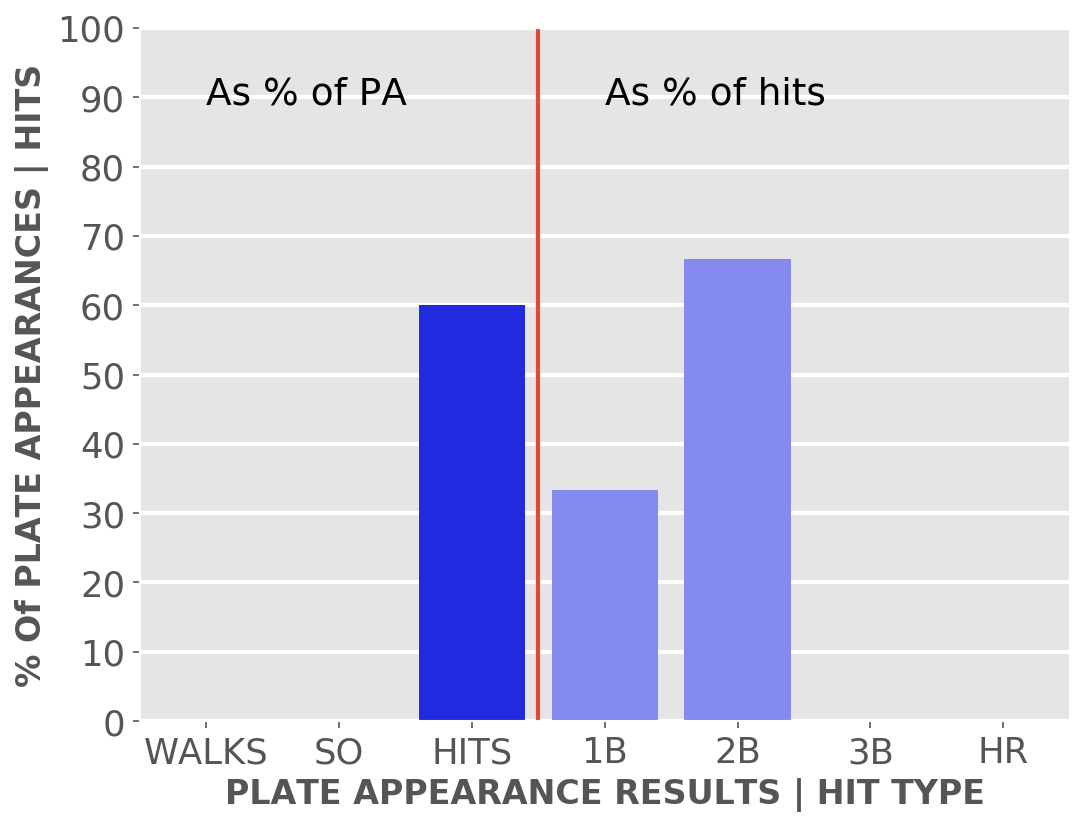 % Of PLATE APPEARANCES | HITS
100
90
80
70
60
50
40
30
20
10
0
As % of PA
As % of hits
WALKS SO HITS 1B 2B 3B HR
PLATE APPEARANCE RESULTS | HIT TYPE